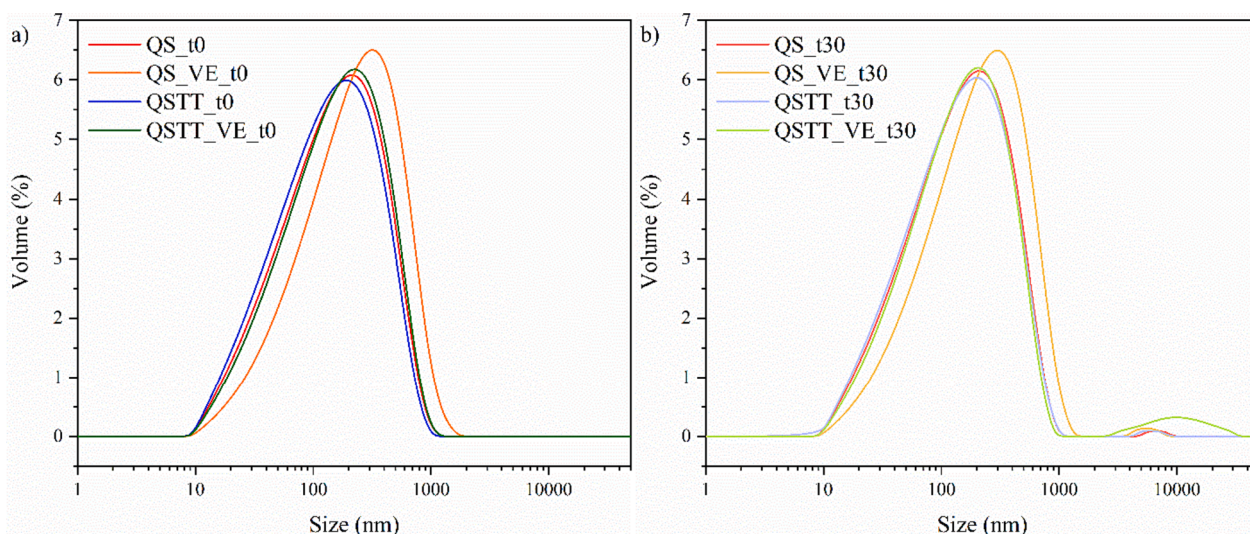 a)
QS_t0
QS_VE_t0
QSTT_t0
QSTT_VE_t0
Volume (%)
7
6
5
4
3
2
1
0
1 10 100 1000 10000
Size (nm)
b)
QS_t30
QS_VE_t30
QSTT_t30
QSTT_VE_t30
Volume (%)
7
6
5
4
3
2
1
0
1 10 100 1000 10000
Size (nm)